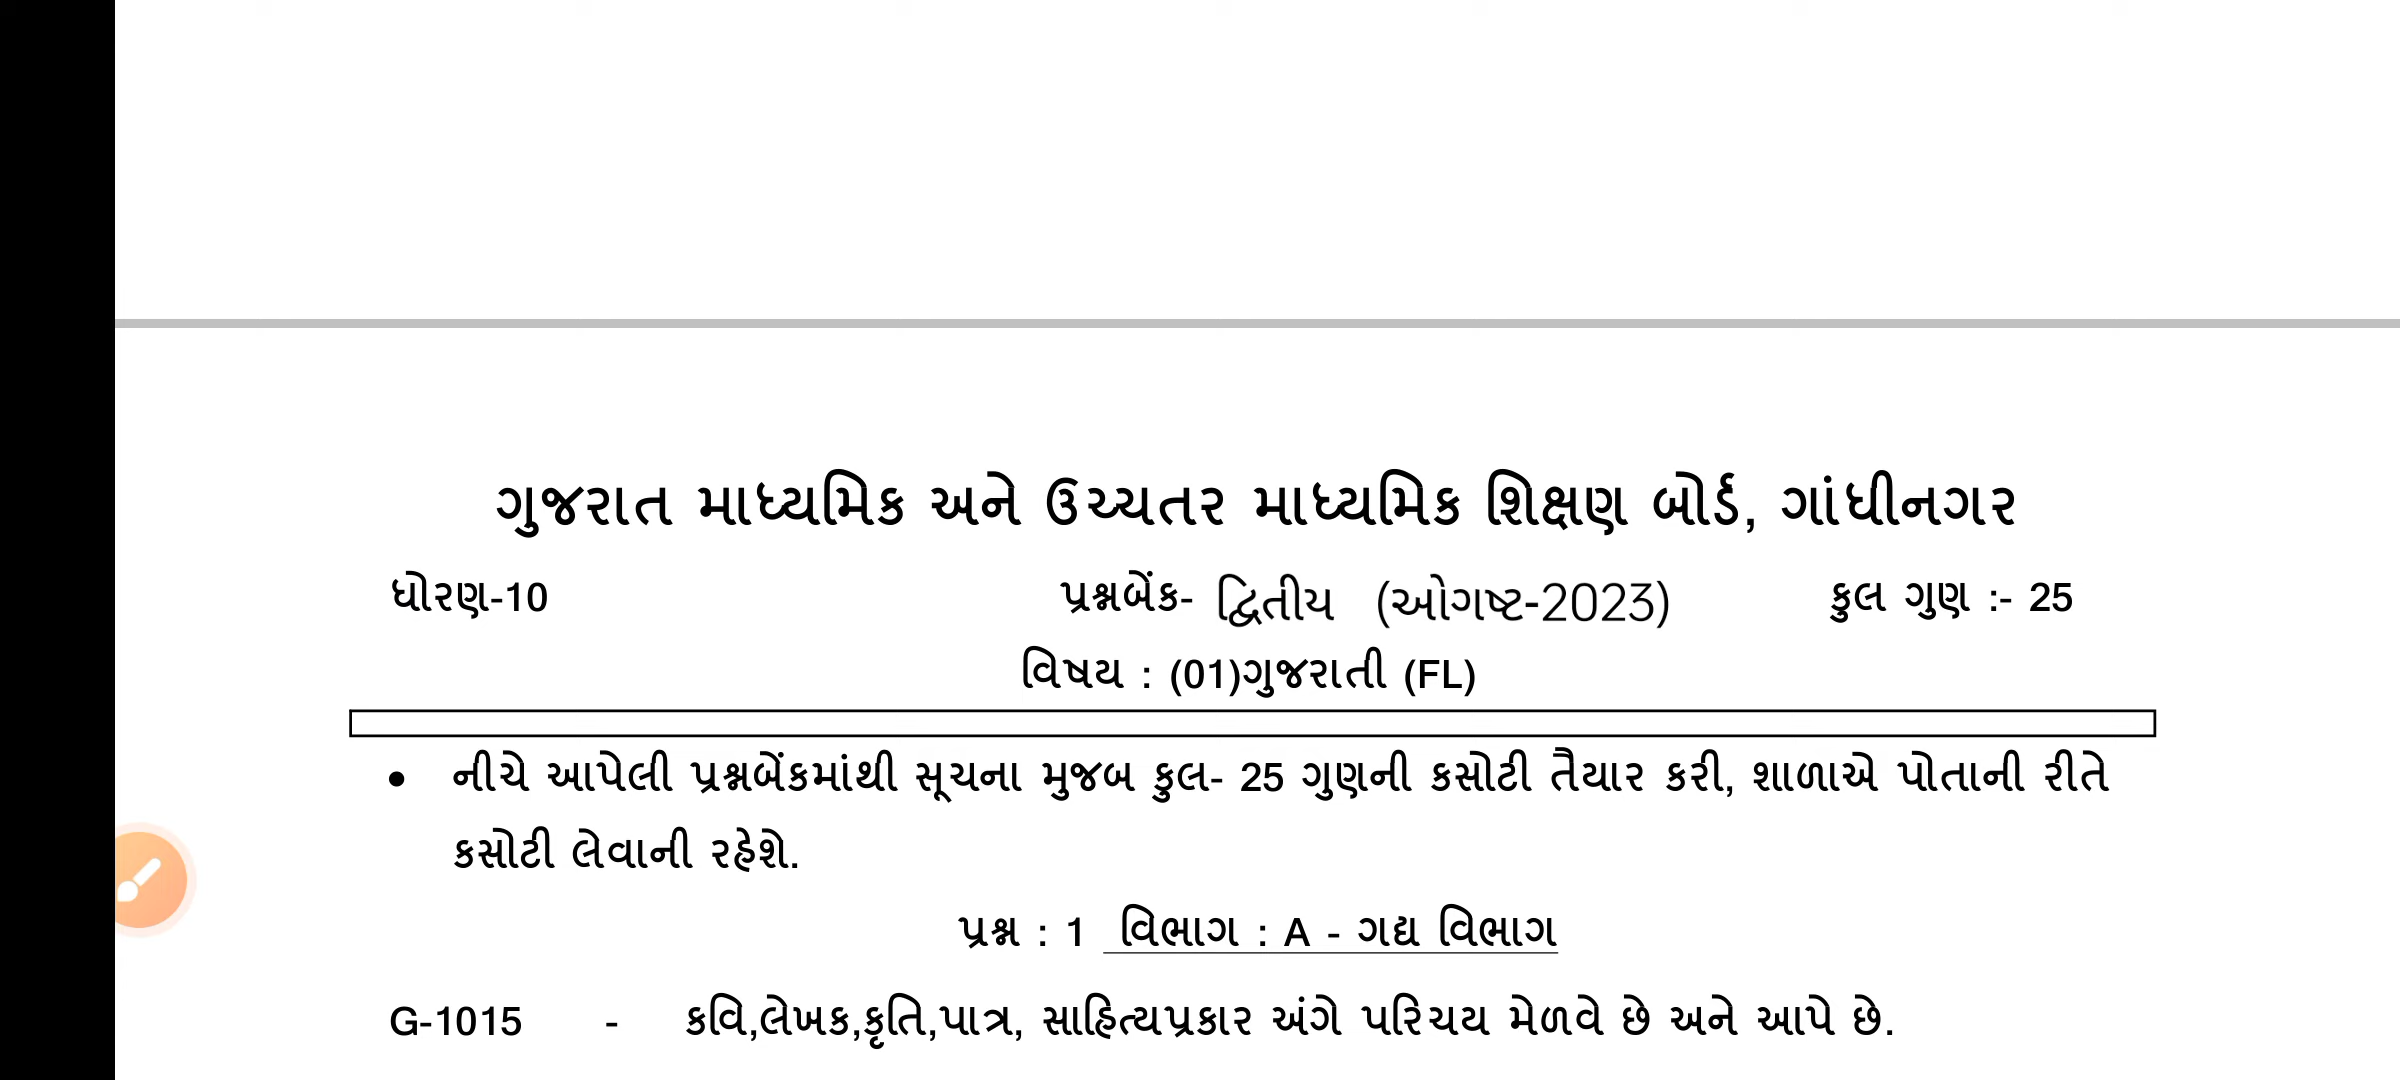 ગુજરાત માધ્યમિક અને ઉચ્ચતર માધ્યમિક શિક્ષણ બોર્ડ, ગાંધીનગર
ધોરણ-10 પ્રશ્નબેંક- દ્વિતીય (ઓગષ્ટ-2023) કુલ ગુણ :- 25
વિષય : (01)ગુજરાતી (FL)
• નીચે આપેલી પ્રશ્નબેંકમાંથી સૂચના મુજબ કુલ- 25 ગુણની કસોટી તૈયાર કરી, શાળાએ પોતાની રીતે
કસોટી લેવાની રહેશે.
પ્રશ્ન : 1 વિભાગ : A - ગદ્ય વિભાગ
G-1015 - કવિ,લેખક,કૃતિ,પાત્ર, સાહિત્યપ્રકાર અંગે પરિચય મેળવે છે અને આપે છે.